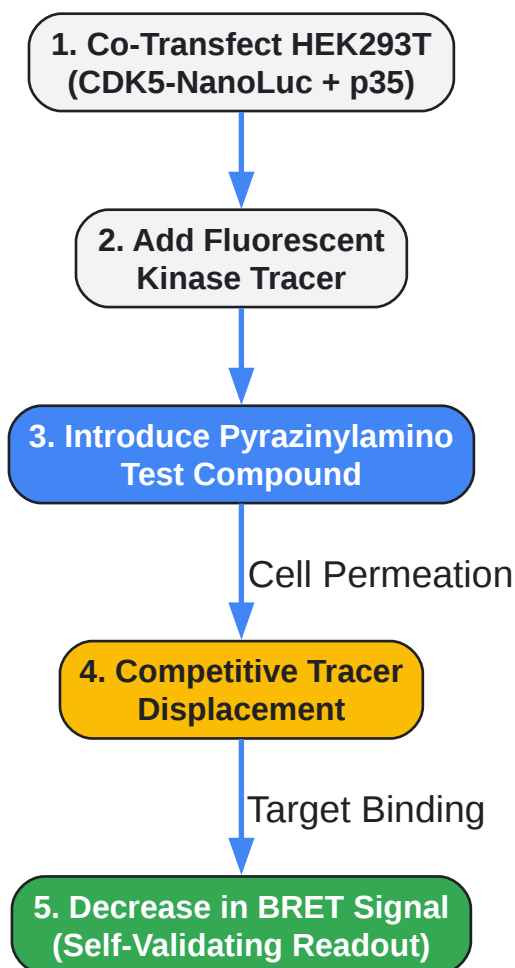 1. Co-Transfect HEK293T
(CDK5-NanoLuc + p35)
2. Add Fluorescent
Kinase Tracer
3. Introduce Pyrazinylamino
Test Compound
Cell Permeation
4. Competitive Tracer
Displacement
Target Binding
5. Decrease in BRET Signal
(Self-Validating Readout)